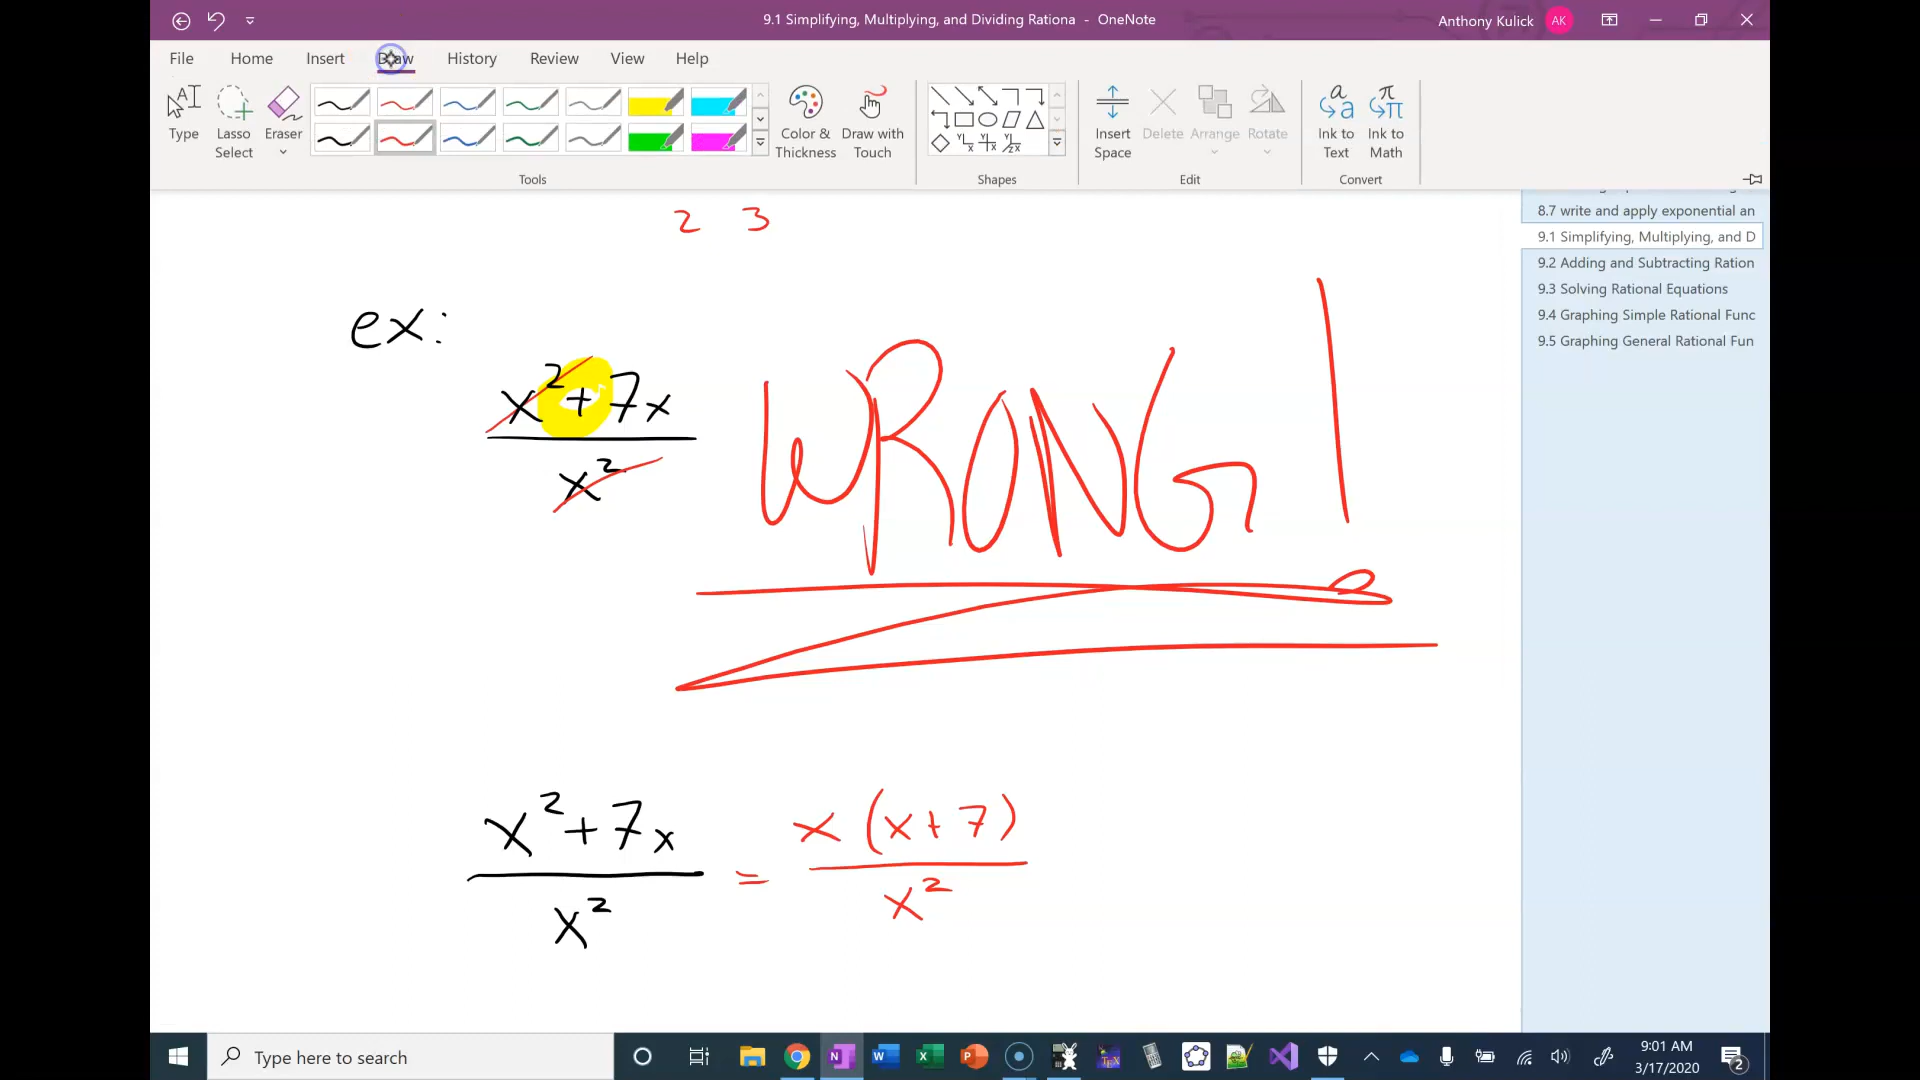 9.1 Simplifying, Multiplying, and Dividing Rationa - OneNote
Anthony Kulick AK
File Home Insert Draw History Review View Help
Type
Lasso Select
Eraser
Color & Thickness
Draw with Touch
Insert Space
Delete
Arrange
Rotate
Ink to Text
Ink to Math
Tools Shapes Edit Convert
8.7 write and apply exponential an
9.1 Simplifying, Multiplying, and D
9.2 Adding and Subtracting Ration
9.3 Solving Rational Equations
9.4 Graphing Simple Rational Func
9.5 Graphing General Rational Fun
2 3
ex:
x²+7x
x²
WRONG!
x²+7x
x²
=
x(x+7)
x²
Type here to search
9:01 AM
3/17/2020
2